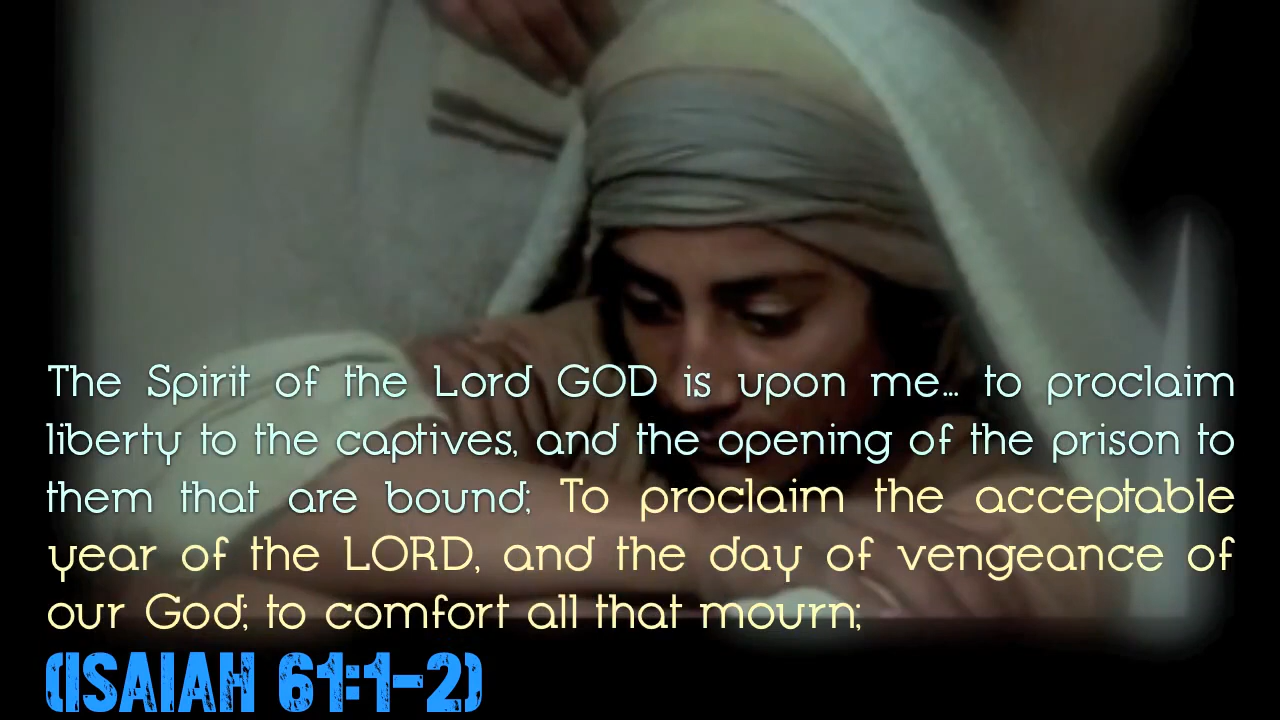 The Spirit of the Lord GOD is upon me... to proclaim
liberty to the captives, and the opening of the prison to
them that are bound; To proclaim the acceptable
year of the LORD, and the day of vengeance of
our God; to comfort all that mourn;
(ISAIAH 61:1-2)